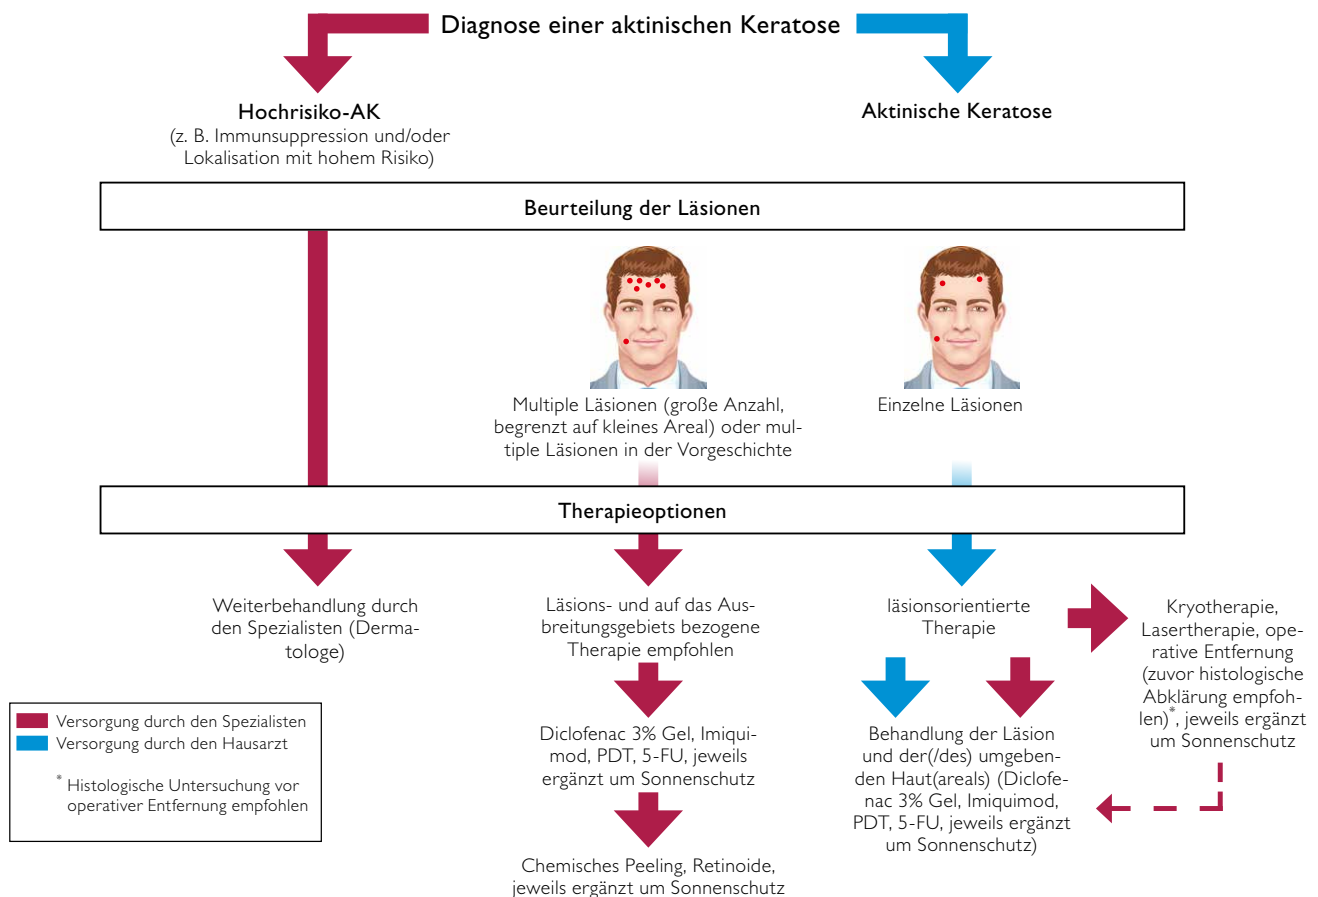 Diagnose einer aktinischen Keratose
Hochrisiko-AK
(z. B. Immunsuppression und/oder
Lokalisation mit hohem Risiko)
Aktinische Keratose
Beurteilung der Läsionen
Multiple Läsionen (große Anzahl,
begrenzt auf kleines Areal) oder mul-
tiple Läsionen in der Vorgeschichte
Einzelne Läsionen
Therapieoptionen
Weiterbehandlung durch
den Spezialisten (Derma-
tologe)
Läsions- und auf das Aus-
breitungsgebiets bezogene
Therapie empfohlen
läsionsorientierte
Therapie
Kryotherapie,
Lasertherapie, ope-
rative Entfernung
(zuvor histologische
Abklärung empfoh-
len)*, jeweils ergänzt
um Sonnenschutz
Diclofenac 3% Gel, Imiqui-
mod, PDT, 5-FU, jeweils
ergänzt um Sonnenschutz
Behandlung der Läsion
und der(/des) umgeben-
den Haut(areals) (Diclofe-
nac 3% Gel, Imiquimod,
PDT, 5-FU, jeweils ergänzt
um Sonnenschutz)
Chemisches Peeling, Retinoide,
jeweils ergänzt um Sonnenschutz
Versorgung durch den Spezialisten
Versorgung durch den Hausarzt
* Histologische Untersuchung vor
operativer Entfernung empfohlen